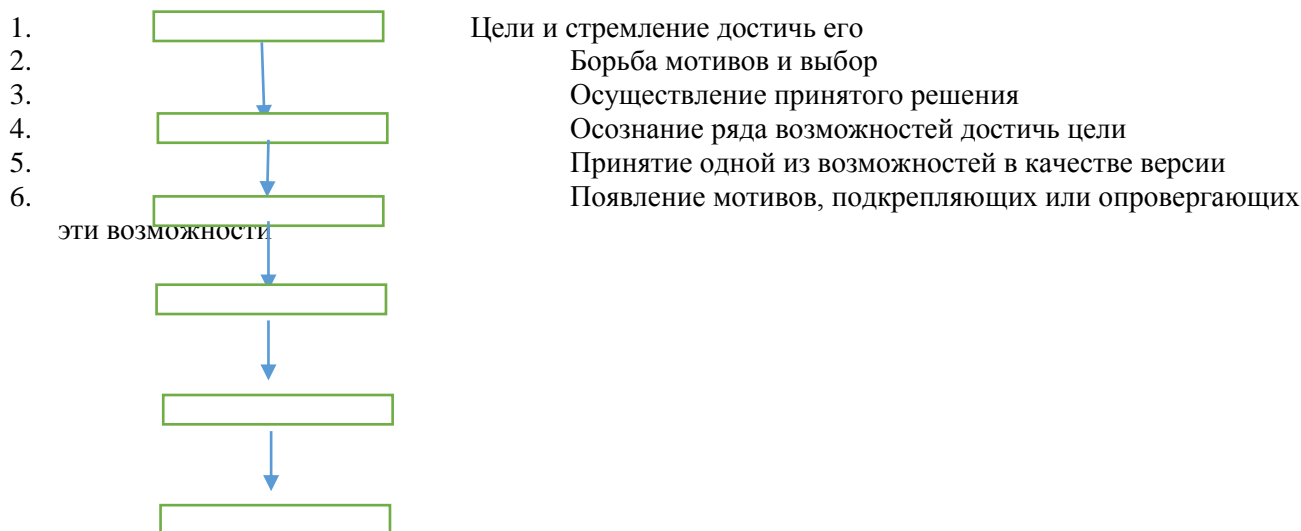 1. Цели и стремление достичь его
2. Борьба мотивов и выбор
3. Осуществление принятого решения
4. Осознание ряда возможностей достичь цели
5. Принятие одной из возможностей в качестве версии
6. Появление мотивов, подкрепляющих или опровергающих
эти возможности